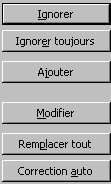 Ignorer
Ignorer toujours
Ajouter
Modifier
Remplacer tout
Correction auto